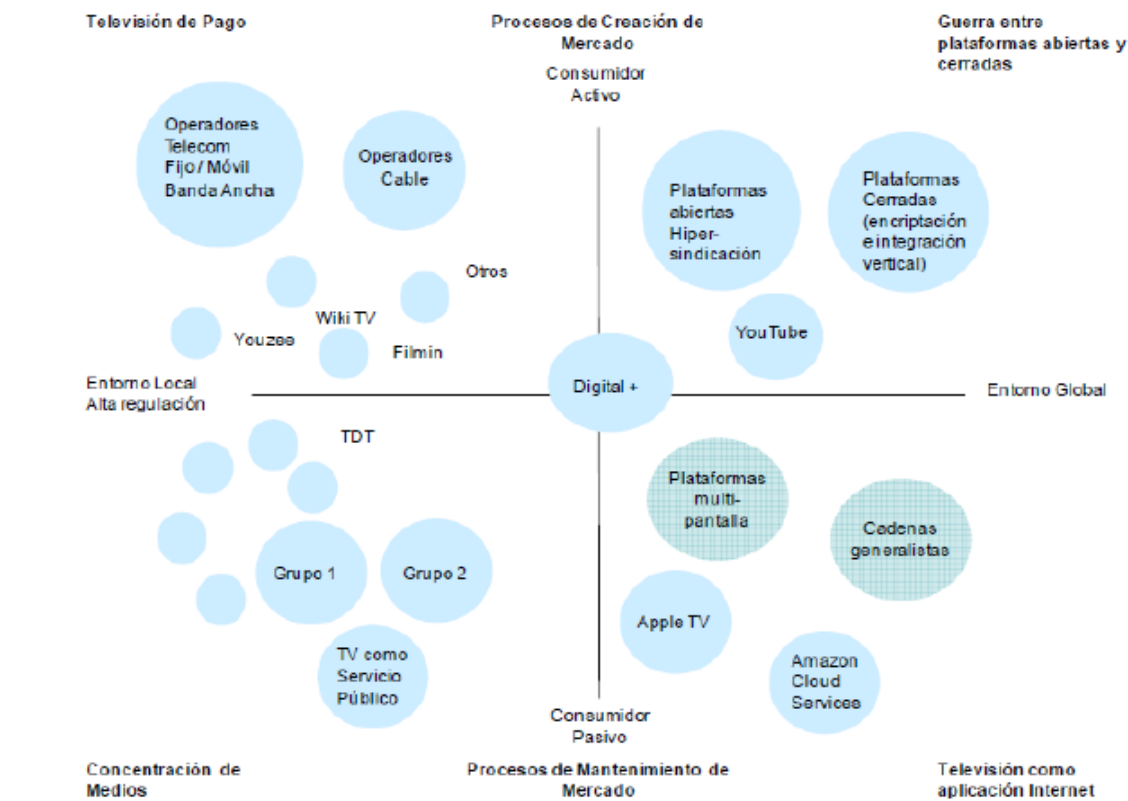 Televisión de Pago
Procesos de Creación de
Mercado
Guerra entre
plataformas abiertas y
cerradas
Consumidor
Activo
Operadores
Telecom
Fijo / Móvil
Banda Ancha
Operadores
Cable
Plataformas
abiertas
Hiper-
sindicación
Plataformas
Cerradas
(encriptación
e integración
vertical)
Otros
Wiki TV
Youzee
Filmin
YouTube
Entorno Local
Alta regulación
Digital +
Entorno Global
TDT
Plataformas
multi-
pantalla
Cadenas
generalistas
Grupo 1
Grupo 2
Apple TV
TV como
Servicio
Público
Amazon
Cloud
Services
Consumidor
Pasivo
Concentración de
Medios
Procesos de Mantenimiento de
Mercado
Televisión como
aplicación Internet